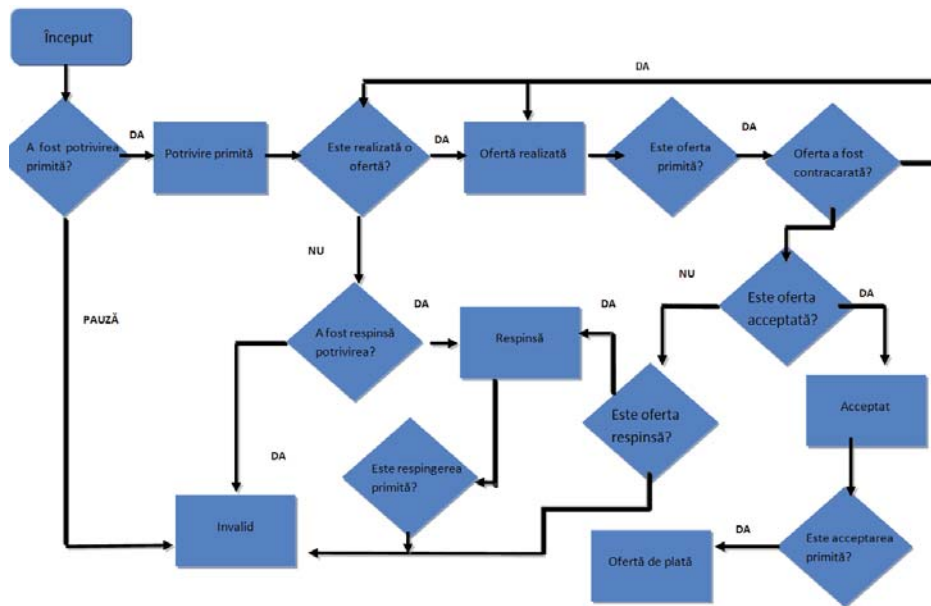 Început
DA
A fost potrivirea
primită?
DA
Potrivire primită
Este realizată o
ofertă?
DA
Ofertă realizată
Este oferta
primită?
DA
Oferta a fost
contracarată?
NU
PAUZĂ
A fost respinsă
potrivirea?
DA
Respinsă
DA
NU
Este oferta
acceptată?
DA
Este oferta
respinsă?
Acceptat
DA
Este respingerea
primită?
Invalid
Ofertă de plată
DA
Este acceptarea
primită?